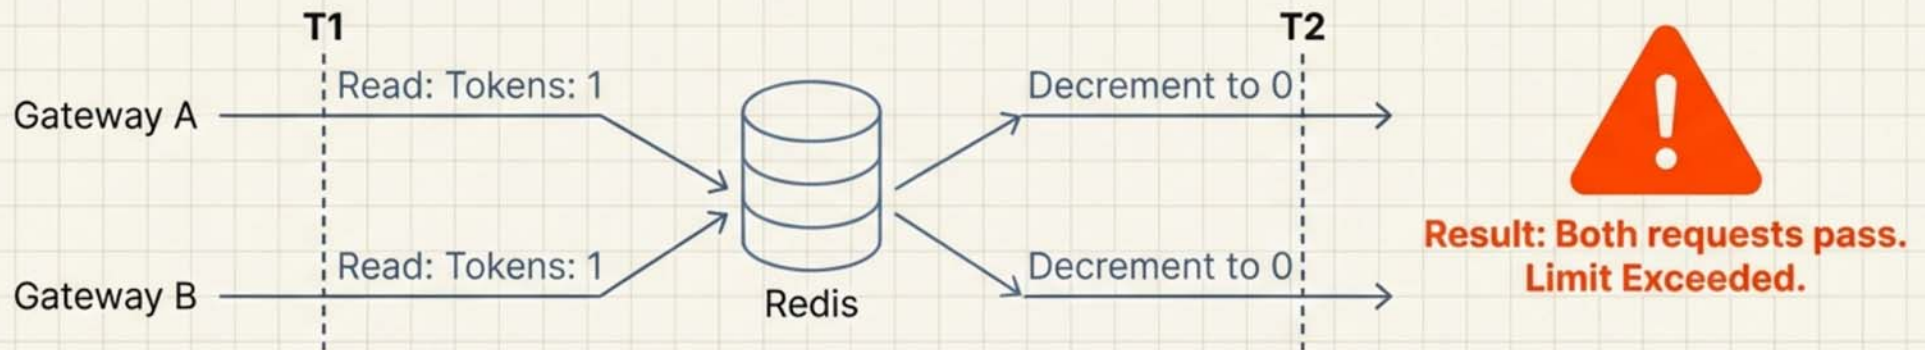 T1
T2
Gateway A
Read: Tokens: 1
Decrement to 0
Gateway B
Read: Tokens: 1
Redis
Decrement to 0
Result: Both requests pass.
Limit Exceeded.